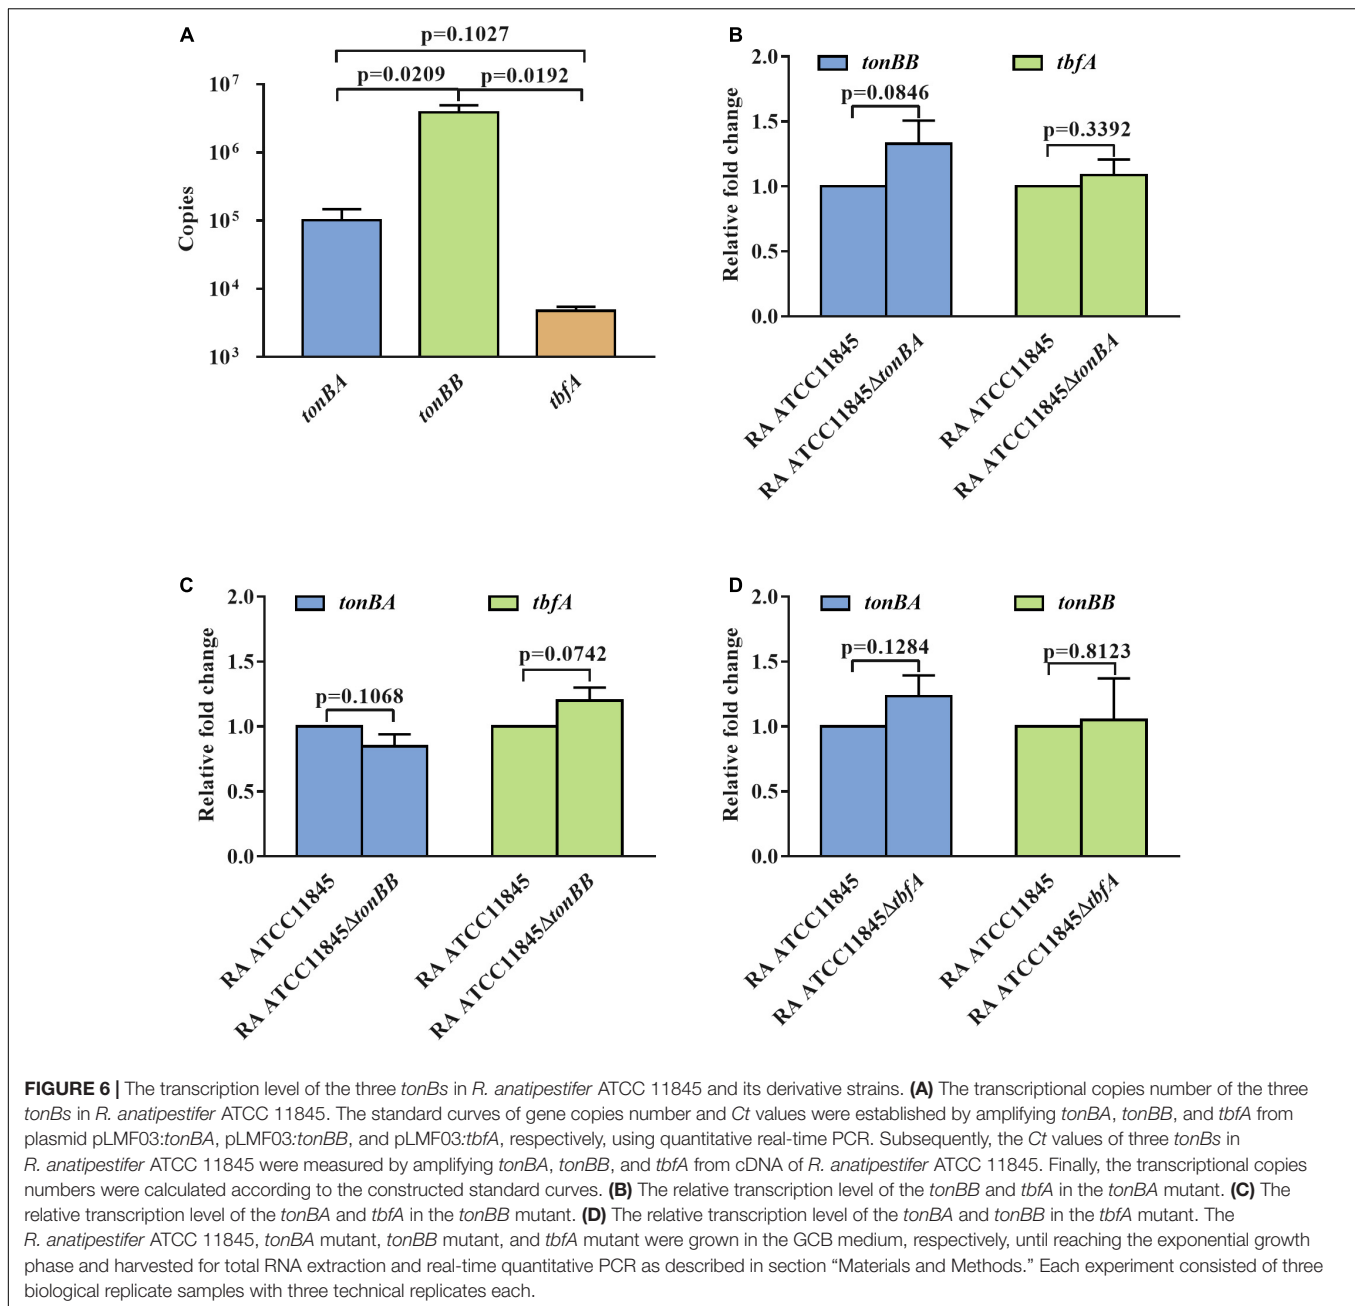 A
p=0.1027
p=0.0209
p=0.0192
10⁷
10⁶
10⁵
10⁴
10³
Copies
tonBA
tonBB
tbfA
B
tonBB
tbfA
p=0.0846
p=0.3392
2.0
1.5
1.0
0.5
0.0
Relative fold change
RA ATCC11845
RA ATCC11845ΔtonBA
RA ATCC11845
RA ATCC11845ΔtonBA
C
tonBA
tbfA
p=0.1068
p=0.0742
2.0
1.5
1.0
0.5
0.0
Relative fold change
RA ATCC11845
RA ATCC11845ΔtonBB
RA ATCC11845
RA ATCC11845ΔtonBB
D
tonBA
tonBB
p=0.1284
p=0.8123
2.0
1.5
1.0
0.5
0.0
Relative fold change
RA ATCC11845
RA ATCC11845ΔtbfA
RA ATCC11845
RA ATCC11845ΔtbfA
FIGURE 6 | The transcription level of the three tonBs in R. anatipestifer ATCC 11845 and its derivative strains. (A) The transcriptional copies number of the three
tonBs in R. anatipestifer ATCC 11845. The standard curves of gene copies number and Ct values were established by amplifying tonBA, tonBB, and tbfA from
plasmid pLMF03:tonBA, pLMF03:tonBB, and pLMF03:tbfA, respectively, using quantitative real-time PCR. Subsequently, the Ct values of three tonBs in
R. anatipestifer ATCC 11845 were measured by amplifying tonBA, tonBB, and tbfA from cDNA of R. anatipestifer ATCC 11845. Finally, the transcriptional copies
numbers were calculated according to the constructed standard curves. (B) The relative transcription level of the tonBB and tbfA in the tonBA mutant. (C) The
relative transcription level of the tonBA and tbfA in the tonBB mutant. (D) The relative transcription level of the tonBA and tonBB in the tbfA mutant. The
R. anatipestifer ATCC 11845, tonBA mutant, tonBB mutant, and tbfA mutant were grown in the GCB medium, respectively, until reaching the exponential growth
phase and harvested for total RNA extraction and real-time quantitative PCR as described in section “Materials and Methods.” Each experiment consisted of three
biological replicate samples with three technical replicates each.